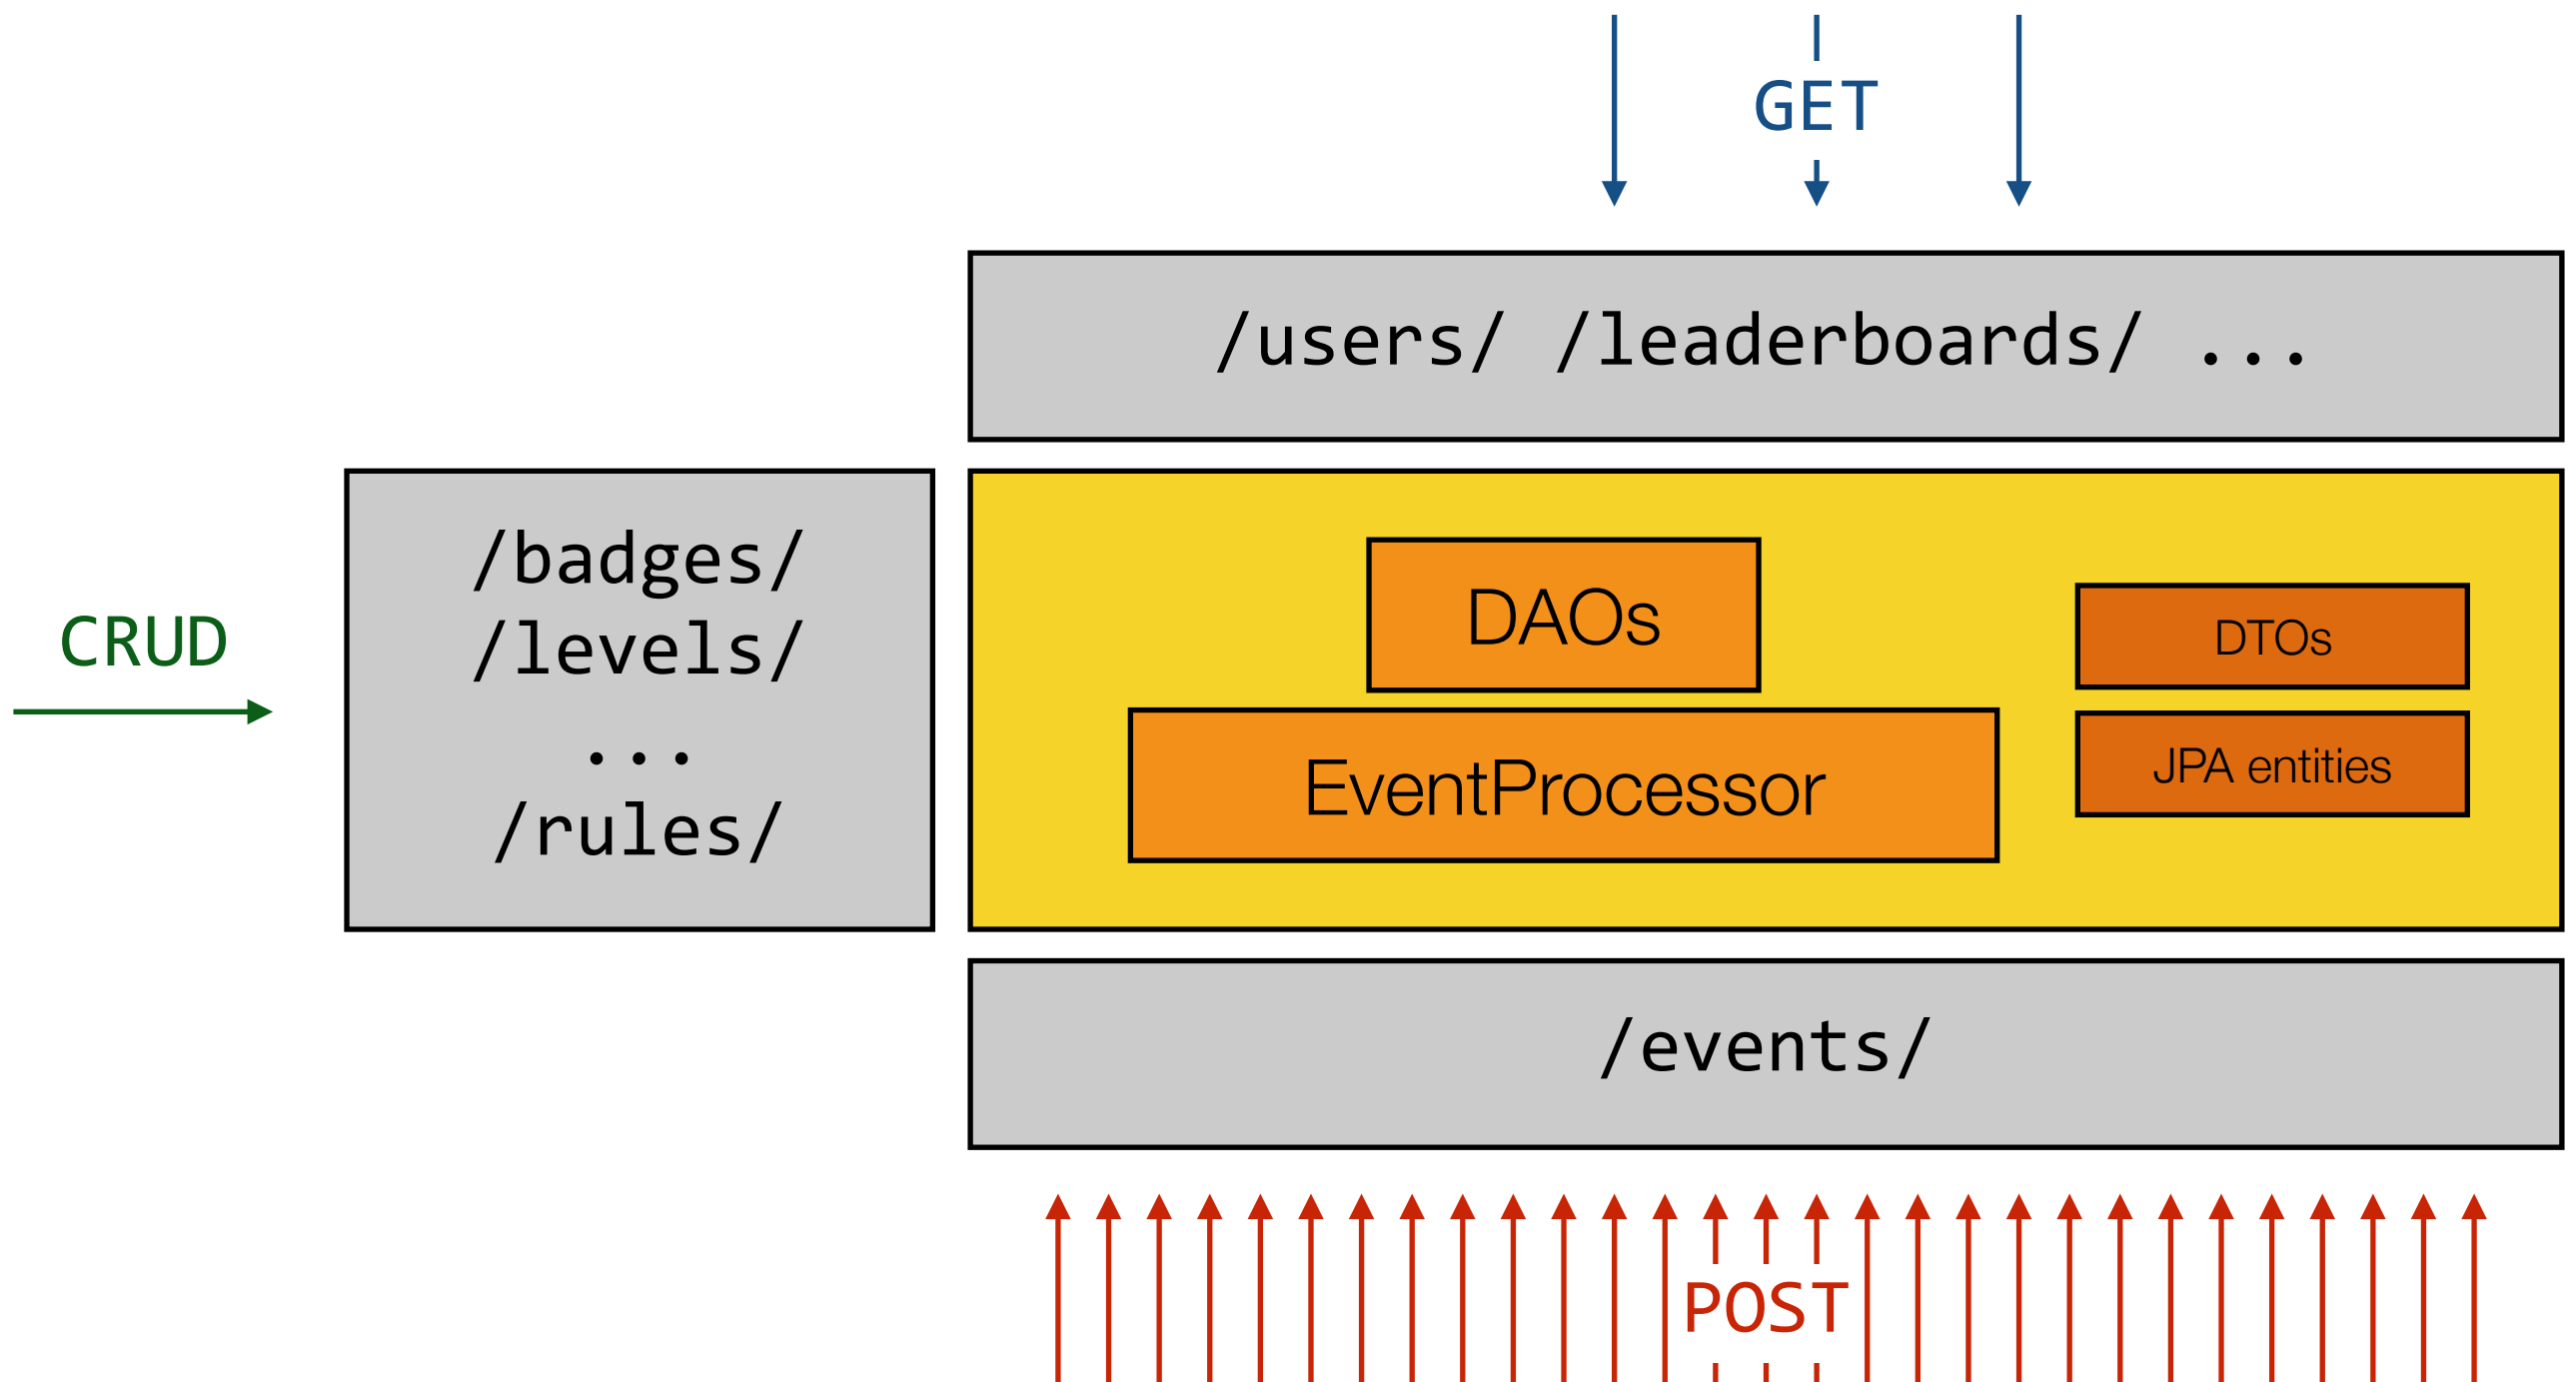 GET
/users/ /leaderboards/ ...
CRUD
/badges/
/levels/
...
/rules/
DAOs
EventProcessor
DTOs
JPA entities
/events/
POST